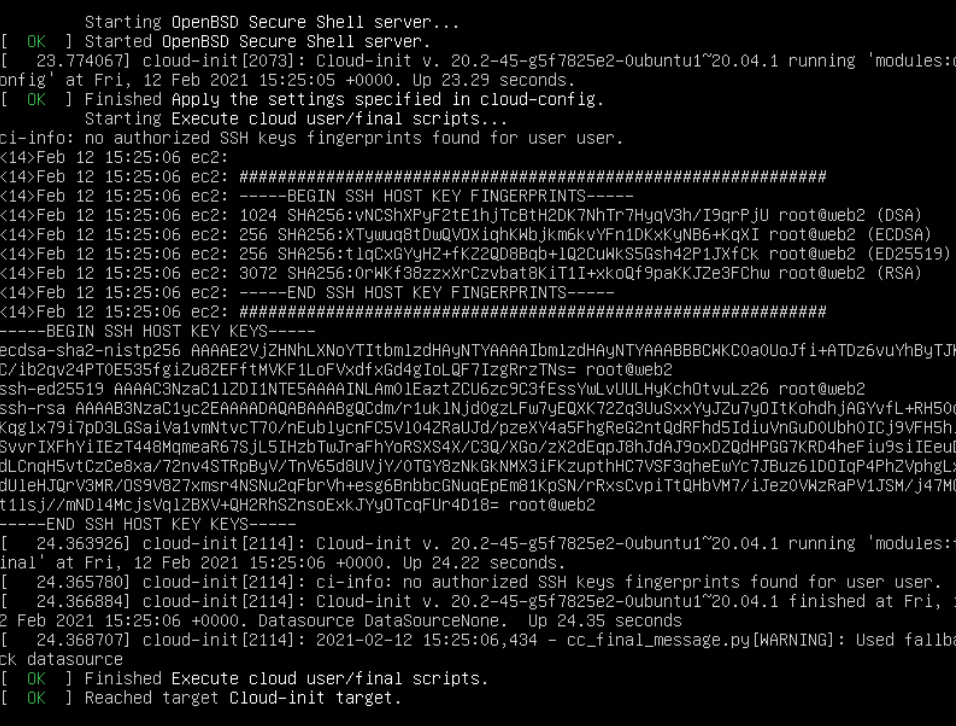 Starting OpenBSD Secure Shell server...
[  OK  ] Started OpenBSD Secure Shell server.
[   23.774067] cloud-init[2073]: Cloud-init v. 20.2-45-g5f7825e2-0ubuntu1~20.04.1 running 'modules:c
onfig' at Fri, 12 Feb 2021 15:25:05 +0000. Up 23.29 seconds.
[  OK  ] Finished Apply the settings specified in cloud-config.
Starting Execute cloud user/final scripts...
ci-info: no authorized SSH keys fingerprints found for user user.
<14>Feb 12 15:25:06 ec2:
<14>Feb 12 15:25:06 ec2: #############################################################
<14>Feb 12 15:25:06 ec2: -----BEGIN SSH HOST KEY FINGERPRINTS-----
<14>Feb 12 15:25:06 ec2: 1024 SHA256:vNCShXPyF2tE1hjTcBtH2DK7NhTr7HyqV3h/I9qrPjU root@web2 (DSA)
<14>Feb 12 15:25:06 ec2: 256 SHA256:XTywuq8tDwQVOXiqhKWbjkm6kvYFn1DKxKyNB6+KqXI root@web2 (ECDSA)
<14>Feb 12 15:25:06 ec2: 256 SHA256:tlqCxGYyHZ+fK22QD8Bqb+lQ2CuWkS5Gsh42P1JXfCk root@web2 (ED25519)
<14>Feb 12 15:25:06 ec2: 3072 SHA256:0rWKf38zzxXrCzvbat8KiT1I+xkoQf9paKKJZe3FChw root@web2 (RSA)
<14>Feb 12 15:25:06 ec2: -----END SSH HOST KEY FINGERPRINTS-----
<14>Feb 12 15:25:06 ec2: #############################################################
-----BEGIN SSH HOST KEY KEYS-----
ecdsa-sha2-nistp256 AAAAE2VjZHNhLXNoYTItbmlzdHAyNTYAAAAIbmlzdHAyNTYAAABBBCWKC0a0UoJfi+ATDz6vuYhByTJK
C/ib2qv24PT0E535fgiZu8ZEFftMVKF1LoFVxdfxGd4gIoLQF7IzgRrzTNs= root@web2
ssh-ed25519 AAAAC3NzaC1lZDI1NTE5AAAAINLAm0lEaztZCU6zc9C3fEssYwLvUULHyKchOtvuLz26 root@web2
ssh-rsa AAAAB3NzaC1yc2EAAAADAQABAAABgQCdm/r1uklNjd0gzLFw7yEQXK72Zq3UuSxxYyJZu7yOItKohdhjAGYvfL+RH50o
Kqglx79i7pD3LGSaiVa1vmNtvcT70/nEublycnFC5Vl04ZRaUJd/pzeXY4a5FhgReG2ntQdRFhd5IdiuVnGuD0Ubh0ICj9VFH5h
SvvrIXFhYiIEzT448MqmeaR67SjL5IHzbTwJraFhYoRSXS4X/C3Q/XGo/zX2dEqpJ8hJdAJ9oxDZQdHPGG7KRD4heFiu9siIEeuD
dLCnqH5vtCzCe8xa/72nv4STRpByV/TnV65d8UVjY/0TGY8zNkGkNMX3iFKzupthHC7VSF3qheEwYc7JBuz6lDOIqP4PhZVphgLx
dUleHJQrV3MR/OS9V8Z7xmsr4NSNu2qFbrVh+esg6BnbbcGNuqEpEm81KpSN/rRxsCvpiTtQHbVM7/iJez0VWzRaPV1JSM/j47MO
t1lsj//mNDl4McjsVqlZBXV+QH2RhSZnsoExkJYyOTcqFUr4D18= root@web2
-----END SSH HOST KEY KEYS-----
[   24.363926] cloud-init[2114]: Cloud-init v. 20.2-45-g5f7825e2-0ubuntu1~20.04.1 running 'modules:f
inal' at Fri, 12 Feb 2021 15:25:06 +0000. Up 24.22 seconds.
[   24.365780] cloud-init[2114]: ci-info: no authorized SSH keys fingerprints found for user user.
[   24.366884] cloud-init[2114]: Cloud-init v. 20.2-45-g5f7825e2-0ubuntu1~20.04.1 finished at Fri, 1
2 Feb 2021 15:25:06 +0000. Datasource DataSourceNone.  Up 24.35 seconds
[   24.368707] cloud-init[2114]: 2021-02-12 15:25:06,434 - cc_final_message.py[WARNING]: Used fallba
ck datasource
[  OK  ] Finished Execute cloud user/final scripts.
[  OK  ] Reached target Cloud-init target.